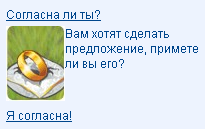 Согласна ли ты?
Вам хотят сделать
предложение, примете
ли вы его?
Я согласна!